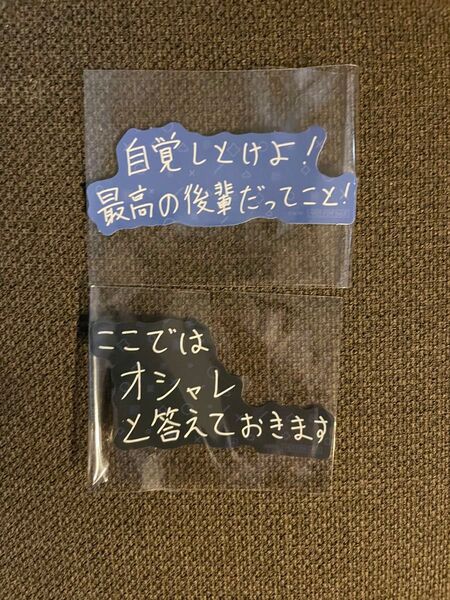 自覚しとけよ!
最高の後輩だってこと!
ここでは
オシャレ
と答えておきます